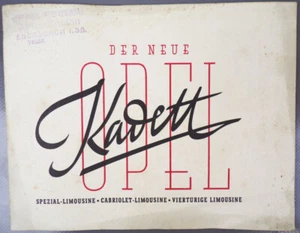 DER NEUE
OPEL
Kadett
SPEZIAL-LIMOUSINE • CABRIOLET-LIMOUSINE • VIERTÜRIGE LIMOUSINE